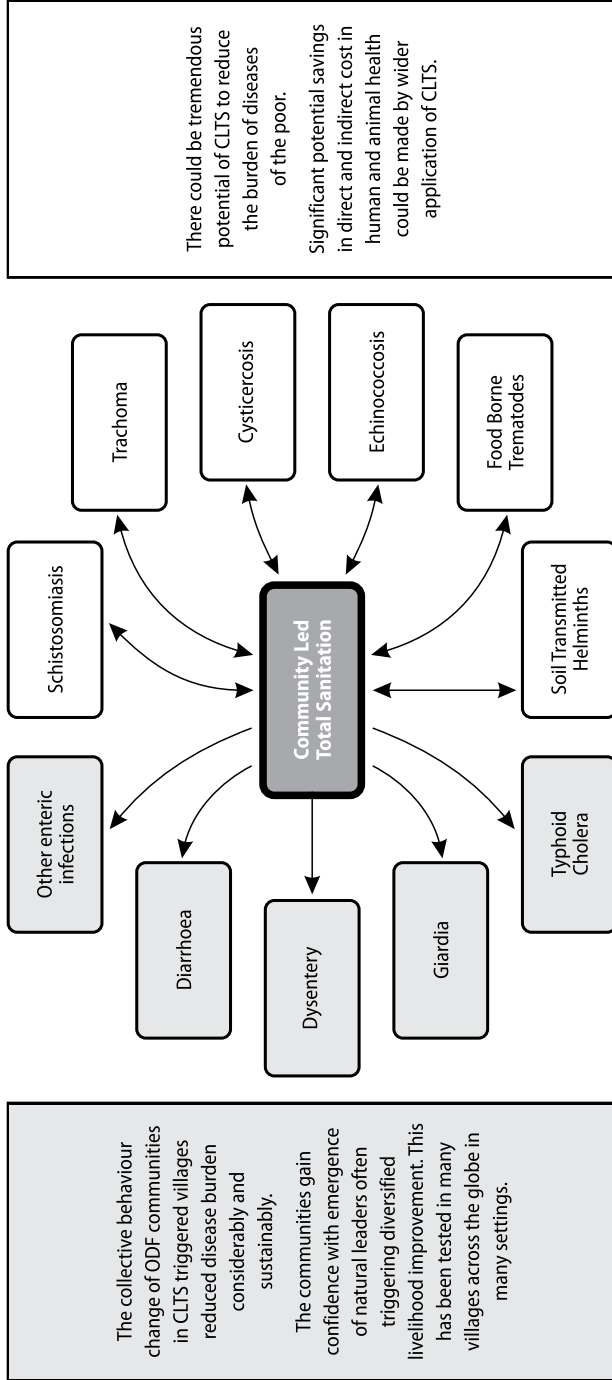 The collective behaviour
change of ODF communities
in CLTS triggered villages
reduced disease burden
considerably and
sustainably.
The communities gain
confidence with emergence
of natural leaders often
triggering diversified
livelihood improvement. This
has been tested in many
villages across the globe in
many settings.
Other enteric
infections
Diarrhoea
Dysentery
Giardia
Typhoid
Cholera
Community Led
Total Sanitation
Schistosomiasis
Trachoma
Cysticercosis
Echinococcosis
Food Borne
Trematodes
Soil Transmitted
Helminths
There could be tremendous
potential of CLTS to reduce
the burden of diseases
of the poor.
Significant potential savings
in direct and indirect cost in
human and animal health
could be made by wider
application of CLTS.